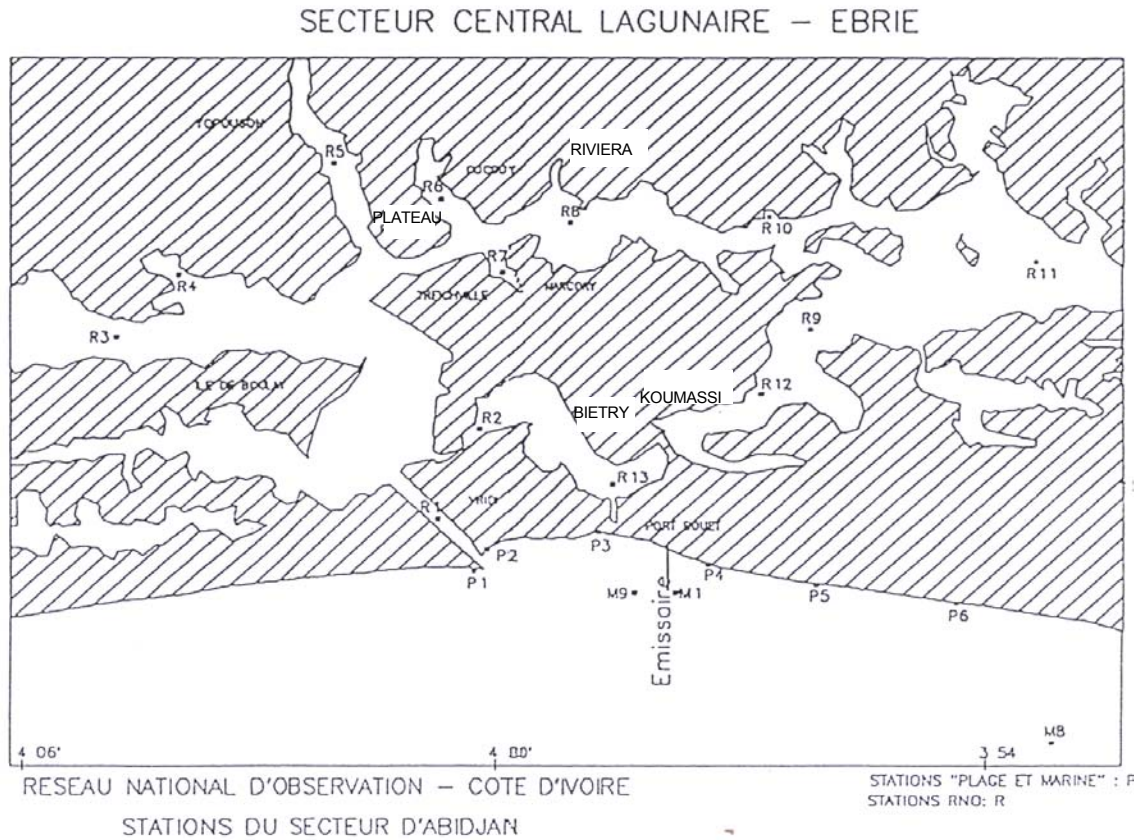 SECTEUR CENTRAL LAGUNAIRE – EBRIE
RIVIERA
R5
R6
PLATEAU
R8
R10
R7
R4
R11
TREICHVILLE
MARCORY
R3
R9
ILE DE BOULAY
R12
KOUMASSI
BIETRY
R2
R13
R1
VRIDI
PORT BOUET
P3
P2
P1
P4
M9
M1
P5
P6
Emissaire
M8
4 06'
4 00'
3 54
RESEAU NATIONAL D'OBSERVATION – COTE D'IVOIRE
STATIONS "PLAGE ET MARINE" : P
STATIONS RNO: R
STATIONS DU SECTEUR D'ABIDJAN